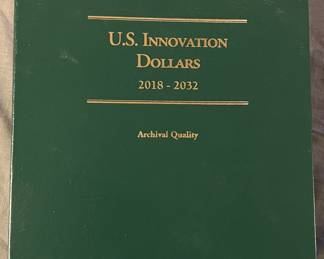 U.S. Innovation
Dollars
2018 - 2032
Archival Quality